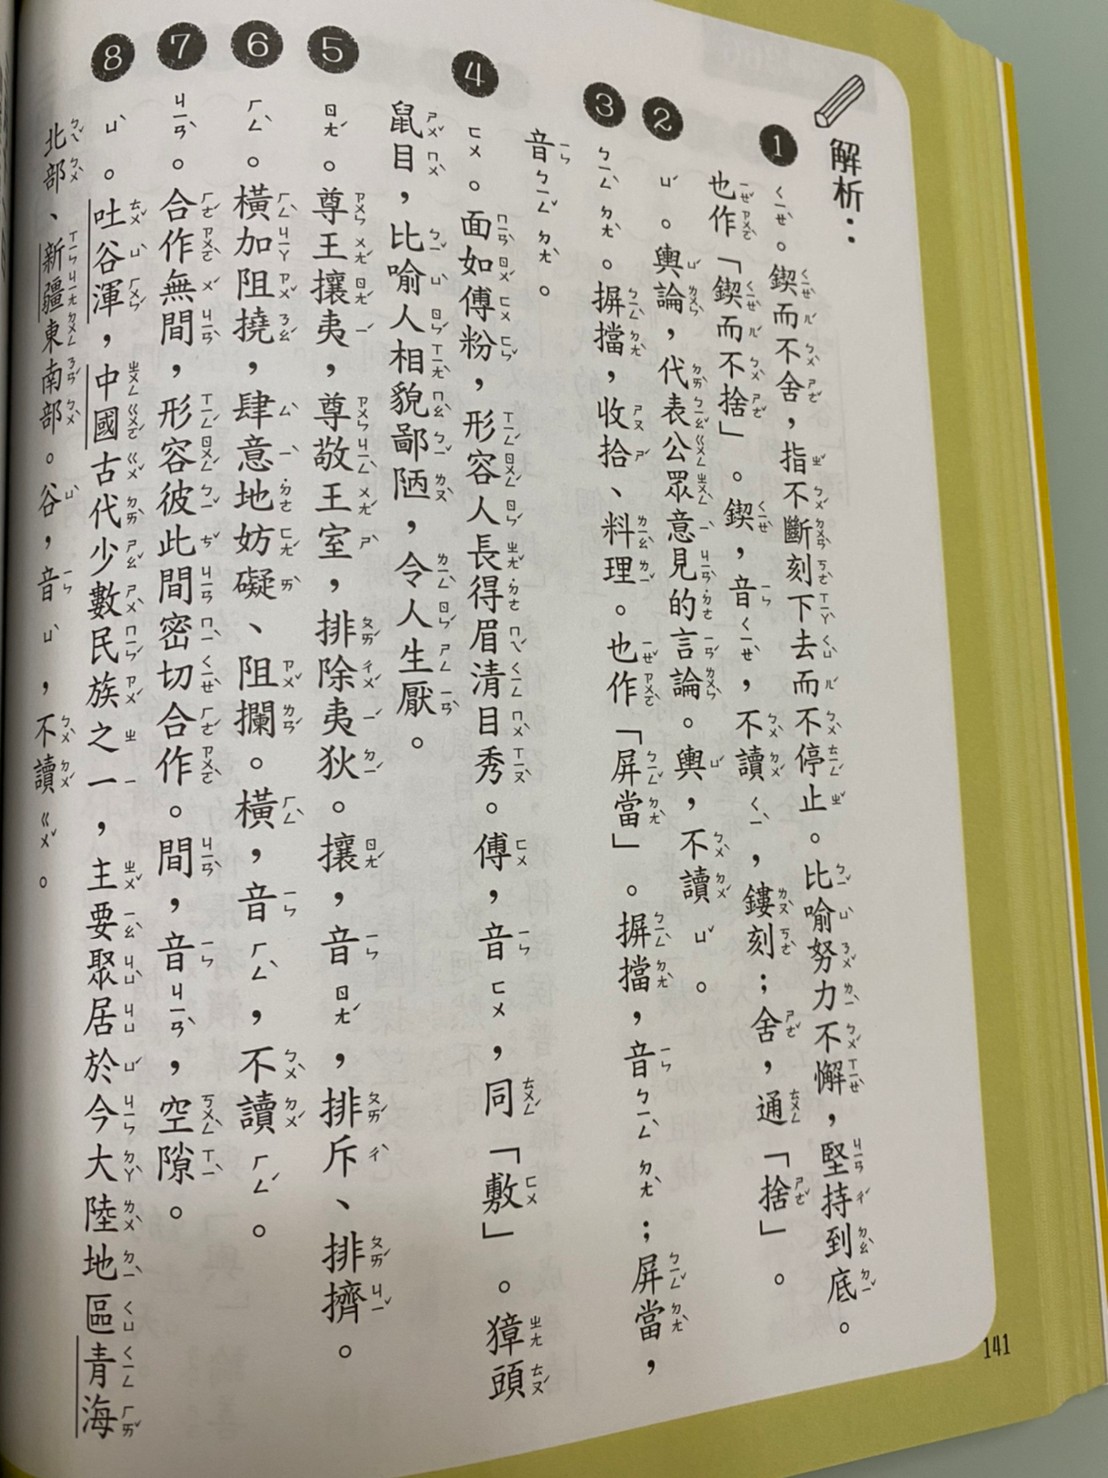 解析：
1 ㄑㄧㄝˋ。鍥而不舍，指不斷刻下去而不停止。比喻努力不懈，堅持到底。
也作「鍥而不捨」。鍥，音ㄑㄧㄝˋ，不讀ㄑㄧˋ，鏤刻；舍，通「捨」。
2 ㄩˊ。輿論，代表公眾意見的言論。輿，不讀ㄩˇ。
3 ㄅㄧㄥˋ ㄉㄤˋ。摒擋，收拾、料理。也作「屏當」。摒擋，音ㄅㄧㄥˋ ㄉㄤˋ；屏當，
音ㄅㄧㄥˋ ㄉㄤˋ。
4 ㄈㄨ。面如傅粉，形容人長得眉清目秀。傅，音ㄈㄨ，同「敷」。獐頭
鼠目，比喻人相貌鄙陋，令人生厭。
5 ㄖㄤˊ。尊王攘夷，尊敬王室，排除夷狄。攘，音ㄖㄤˊ，排斥、排擠。
6 ㄏㄥˋ。橫加阻撓，肆意地妨礙、阻攔。橫，音ㄏㄥˋ，不讀ㄏㄥˊ。
7 ㄐㄧㄢˋ。合作無間，形容彼此間密切合作。間，音ㄐㄧㄢˋ，空隙。
8 ㄩˋ。吐谷渾，中國古代少數民族之一，主要聚居於今大陸地區青海
北部、新疆東南部。谷，音ㄩˋ，不讀ㄍㄨˇ。
141